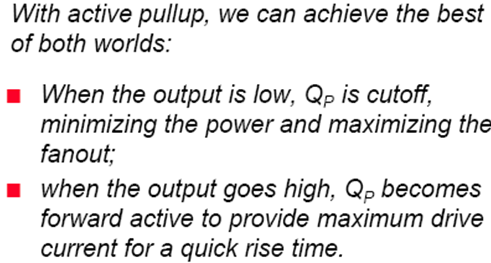 With active pullup, we can achieve the best
of both worlds:
When the output is low, QP is cutoff,
minimizing the power and maximizing the
fanout;
when the output goes high, QP becomes
forward active to provide maximum drive
current for a quick rise time.